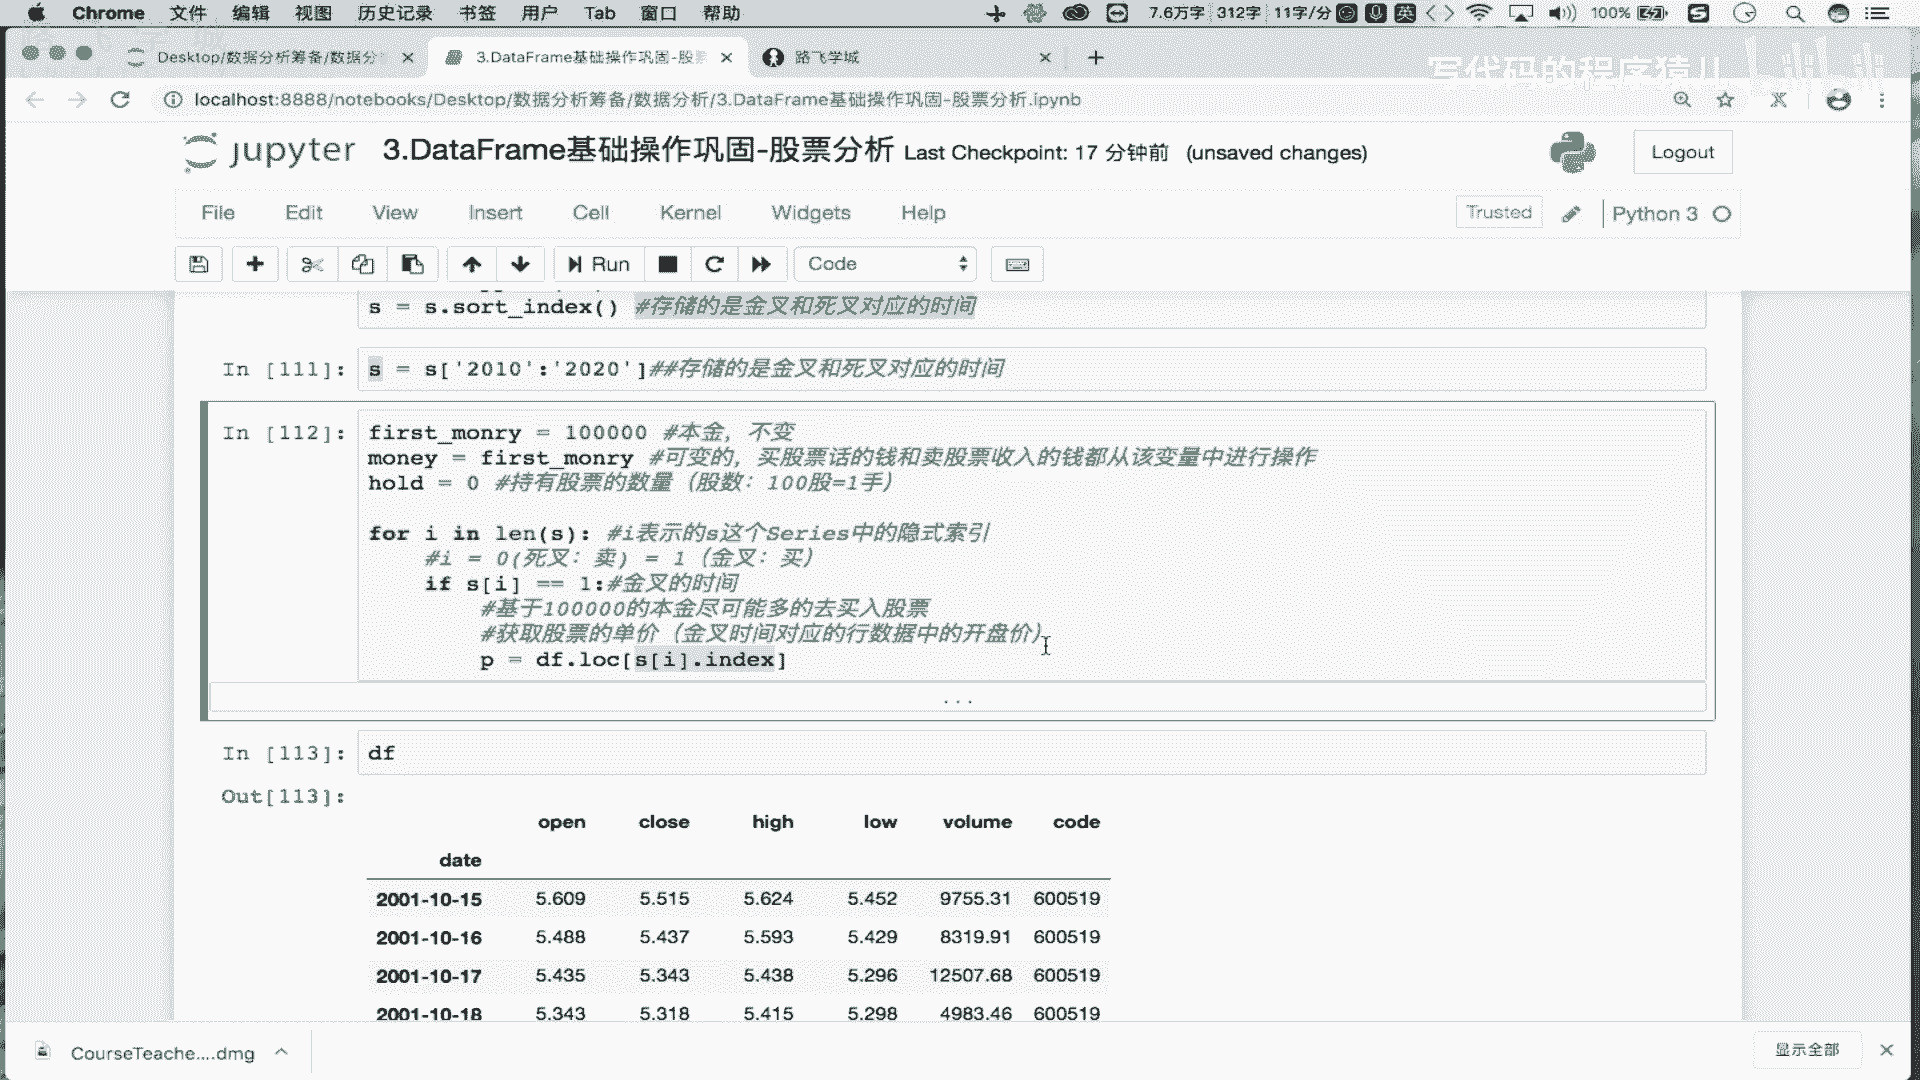 Chrome 文件 编辑 视图 历史记录 书签 用户 Tab 窗口 帮助 7.6万字 312字 11字/分 英 100%
Desktop/数据分析筹备/数据分 3.DataFrame基础操作巩固-股 路飞学城
写代码的程序猿儿 bilibili
localhost:8888/notebooks/Desktop/数据分析筹备/数据分析/3.DataFrame基础操作巩固-股票分析.ipynb
jupyter 3.DataFrame基础操作巩固-股票分析 Last Checkpoint: 17 分钟前 (unsaved changes) Logout
File Edit View Insert Cell Kernel Widgets Help Trusted Python 3
Run Code
s = s.sort_index() #存储的是金叉和死叉对应的时间
In [111]: s = s['2010':'2020']##存储的是金叉和死叉对应的时间
In [112]: first_monry = 100000 #本金，不变
money = first_monry #可变的，买股票话的钱和卖股票收入的钱都从该变量中进行操作
hold = 0 #持有股票的数量（股数：100股=1手）
for i in len(s): #i表示的s这个Series中的隐式索引
#i = 0(死叉：卖) = 1（金叉：买）
if s[i] == 1:#金叉的时间
#基于100000的本金尽可能多的去买入股票
#获取股票的单价（金叉时间对应的行数据中的开盘价）
p = df.loc[s[i].index]
...
In [113]: df
Out[113]:
open close high low volume code
date
2001-10-15 5.609 5.515 5.624 5.452 9755.31 600519
2001-10-16 5.488 5.437 5.593 5.429 8319.91 600519
2001-10-17 5.435 5.343 5.438 5.296 12507.68 600519
2001-10-18 5.343 5.318 5.415 5.298 4983.46 600519
CourseTeache....dmg 显示全部